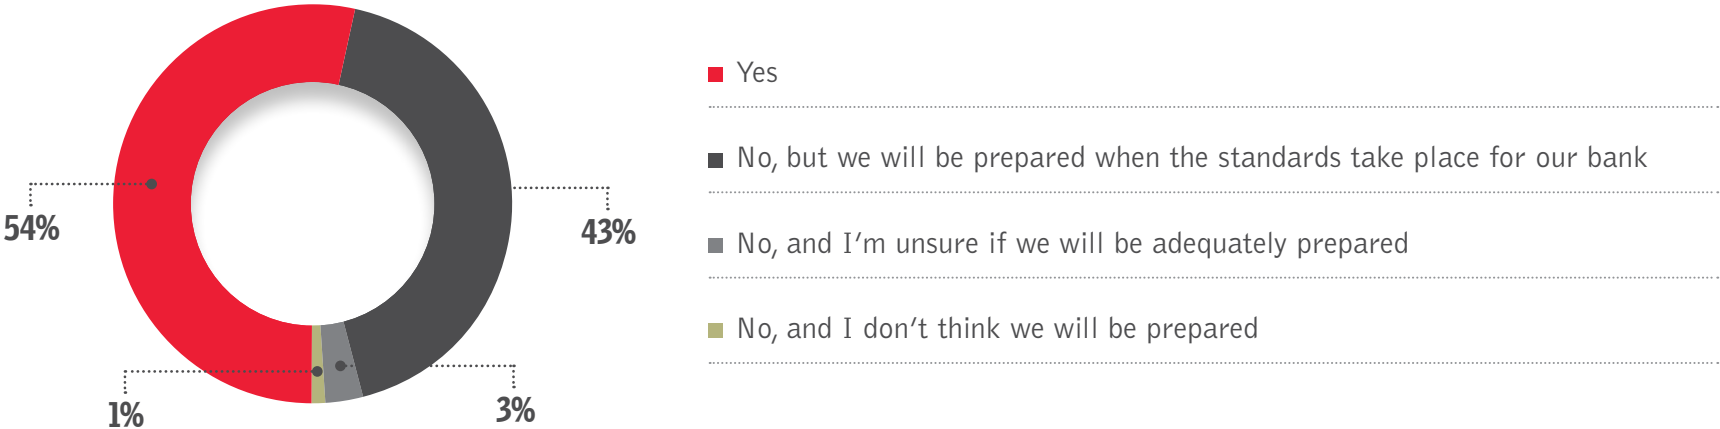 54%
43%
1%
3%
Yes
No, but we will be prepared when the standards take place for our bank
No, and I’m unsure if we will be adequately prepared
No, and I don’t think we will be prepared